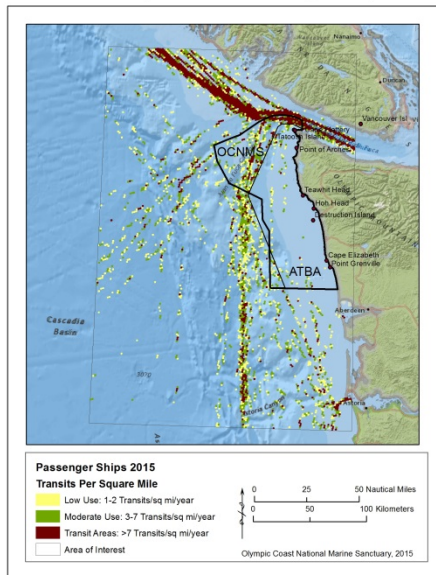 Nanaimo
Duncan
Vancouver Isl
OCNMS
Point of Arches
Teawhit Head
Hoh Head
Destruction Island
Cape Elizabeth
Point Grenville
ATBA
Aberdeen
Cascadia
Basin
Astoria
Passenger Ships 2015
Transits Per Square Mile
Low Use: 1-2 Transits/sq mi/year
Moderate Use: 3-7 Transits/sq mi/year
Transit Areas: >7 Transits/sq mi/year
Area of Interest
0 25 50 Nautical Miles
0 50 100 Kilometers
Olympic Coast National Marine Sanctuary, 2015